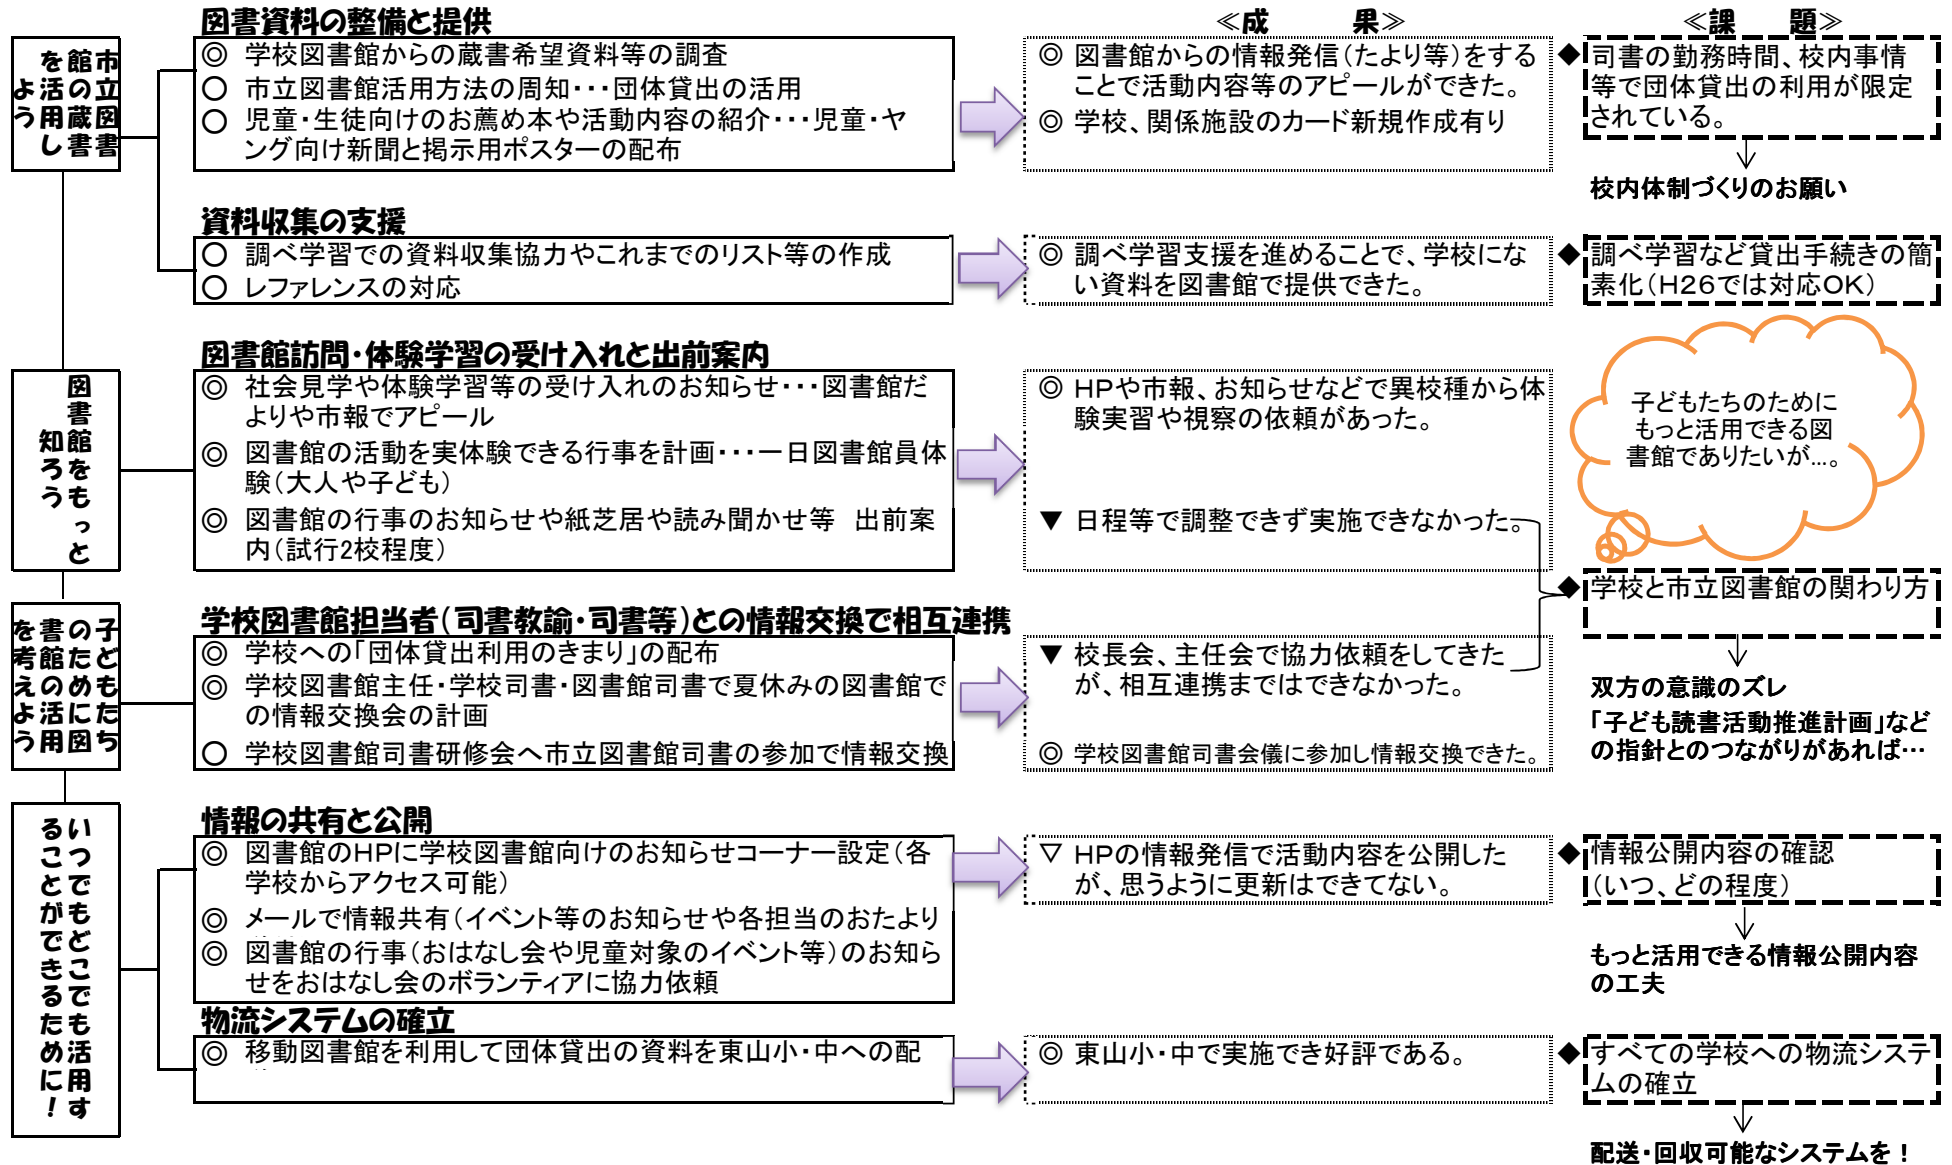 ≪成　　果≫
≪課　　題≫
市立図書
館の蔵書
を活用し
よう
図書資料の整備と提供
◎ 学校図書館からの蔵書希望資料等の調査
○ 市立図書館活用方法の周知・・・団体貸出の活用
○ 児童・生徒向けのお薦め本や活動内容の紹介・・・児童・ヤ
ング向け新聞と掲示用ポスターの配布
◎ 図書館からの情報発信（たより等）をする
ことで活動内容等のアピールができた。
◎ 学校、関係施設のカード新規作成有り
◆ 司書の勤務時間、校内事情
等で団体貸出の利用が限定
されている。
校内体制づくりのお願い
資料収集の支援
○ 調べ学習での資料収集協力やこれまでのリスト等の作成
○ レファレンスの対応
◎ 調べ学習支援を進めることで、学校にな
い資料を図書館で提供できた。
◆ 調べ学習など貸出手続きの簡
素化（H26では対応OK）
図書館をもっと
知ろう
図書館訪問・体験学習の受け入れと出前案内
◎ 社会見学や体験学習等の受け入れのお知らせ・・・図書館だ
よりや市報でアピール
◎ 図書館の活動を実体験できる行事を計画・・・一日図書館員体
験（大人や子ども）
◎ 図書館の行事のお知らせや紙芝居や読み聞かせ等　出前案
内（試行2校程度）
◎ HPや市報、お知らせなどで異校種から体
験実習や視察の依頼があった。
▼ 日程等で調整できず実施できなかった。
子どもたちのために
もっと活用できる図
書館でありたいが…。
◆ 学校と市立図書館の関わり方
双方の意識のズレ
「子ども読書活動推進計画」など
の指針とのつながりがあれば…
子どもたち
のために図
書館の活用
を考えよう
学校図書館担当者（司書教諭・司書等）との情報交換で相互連携
◎ 学校への「団体貸出利用のきまり」の配布
◎ 学校図書館主任・学校司書・図書館司書で夏休みの図書館で
の情報交換会の計画
○ 学校図書館司書研修会へ市立図書館司書の参加で情報交換
▼ 校長会、主任会で協力依頼をしてきた
が、相互連携まではできなかった。
◎ 学校図書館司書会議に参加し情報交換できた。
いつでもどこでも活用す
ることができるために！
情報の共有と公開
◎ 図書館のHPに学校図書館向けのお知らせコーナー設定（各
学校からアクセス可能）
◎ メールで情報共有（イベント等のお知らせや各担当のおたより
◎ 図書館の行事（おはなし会や児童対象のイベント等）のお知ら
せをおはなし会のボランティアに協力依頼
▽ HPの情報発信で活動内容を公開した
が、思うように更新はできてない。
◆ 情報公開内容の確認
（いつ、どの程度）
もっと活用できる情報公開内容
の工夫
物流システムの確立
◎ 移動図書館を利用して団体貸出の資料を東山小・中への配
◎ 東山小・中で実施でき好評である。
◆ すべての学校への物流システ
ムの確立
配送・回収可能なシステムを！